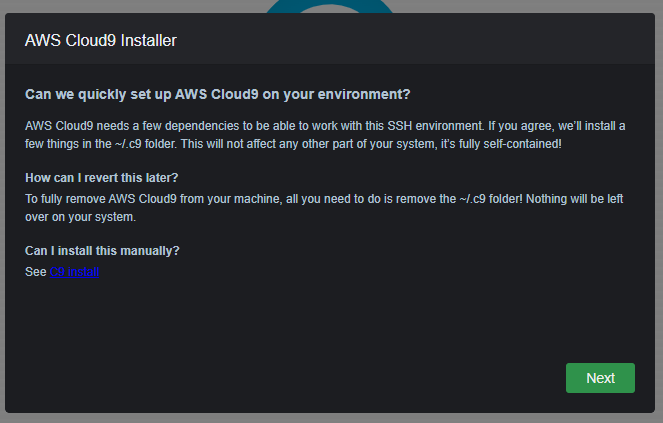 AWS Cloud9 Installer
Can we quickly set up AWS Cloud9 on your environment?
AWS Cloud9 needs a few dependencies to be able to work with this SSH environment. If you agree, we'll install a
few things in the ~/.c9 folder. This will not affect any other part of your system, it's fully self-contained!
How can I revert this later?
To fully remove AWS Cloud9 from your machine, all you need to do is remove the ~/.c9 folder! Nothing will be left
over on your system.
Can I install this manually?
See install
Next